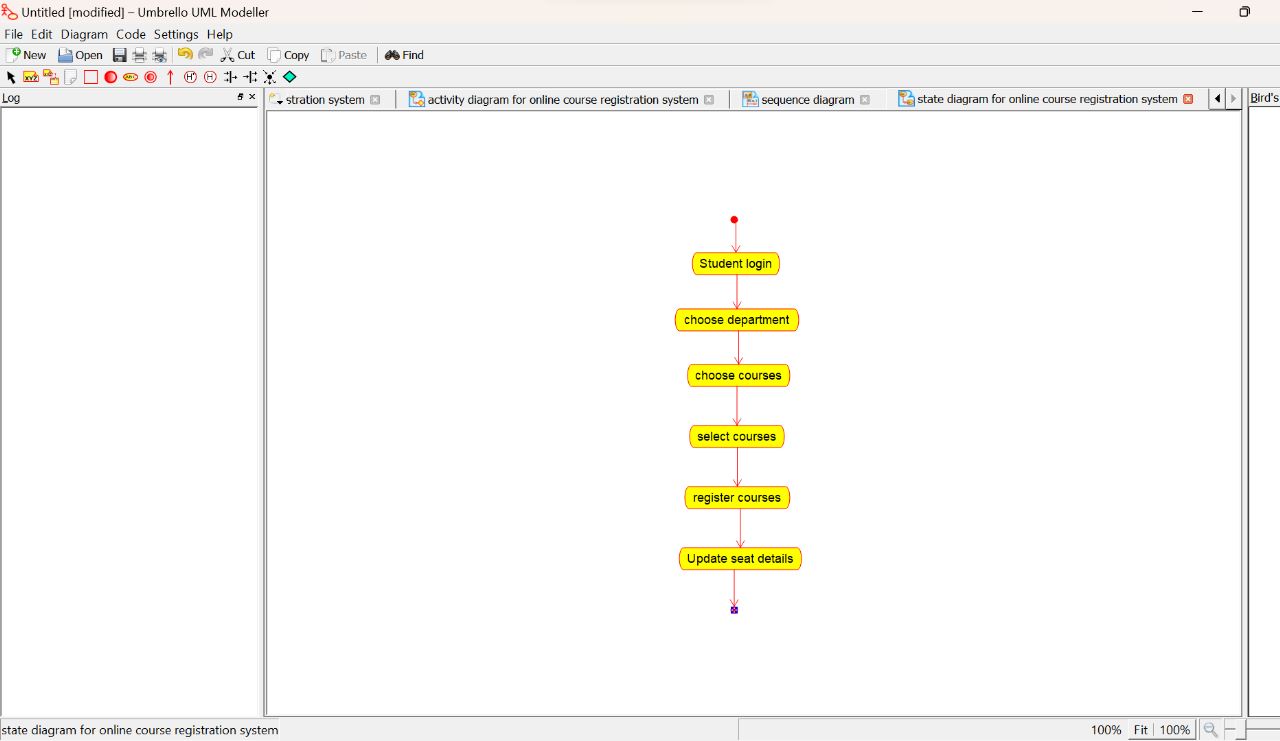 Untitled [modified] – Umbrello UML Modeller
File Edit Diagram Code Settings Help
New Open Cut Copy Paste Find
Log
stration system activity diagram for online course registration system sequence diagram state diagram for online course registration system Bird's
Student login
choose department
choose courses
select courses
register courses
Update seat details
state diagram for online course registration system 100% Fit 100%